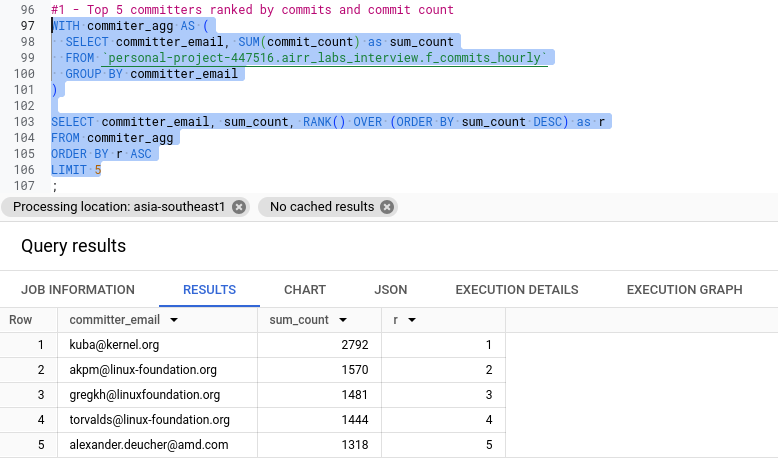 96 #1 - Top 5 committers ranked by commits and commit count
97 WITH commiter_agg AS (
98 SELECT committer_email, SUM(commit_count) as sum_count
99 FROM `personal-project-447516.airr_labs_interview.f_commits_hourly`
100 GROUP BY committer_email
101 )
102
103 SELECT committer_email, sum_count, RANK() OVER (ORDER BY sum_count DESC) as r
104 FROM commiter_agg
105 ORDER BY r ASC
106 LIMIT 5
107 ;
Processing location: asia-southeast1 No cached results
Query results
JOB INFORMATION RESULTS CHART JSON EXECUTION DETAILS EXECUTION GRAPH
Row committer_email sum_count r
1 kuba@kernel.org 2792 1
2 akpm@linux-foundation.org 1570 2
3 gregkh@linuxfoundation.org 1481 3
4 torvalds@linux-foundation.org 1444 4
5 alexander.deucher@amd.com 1318 5